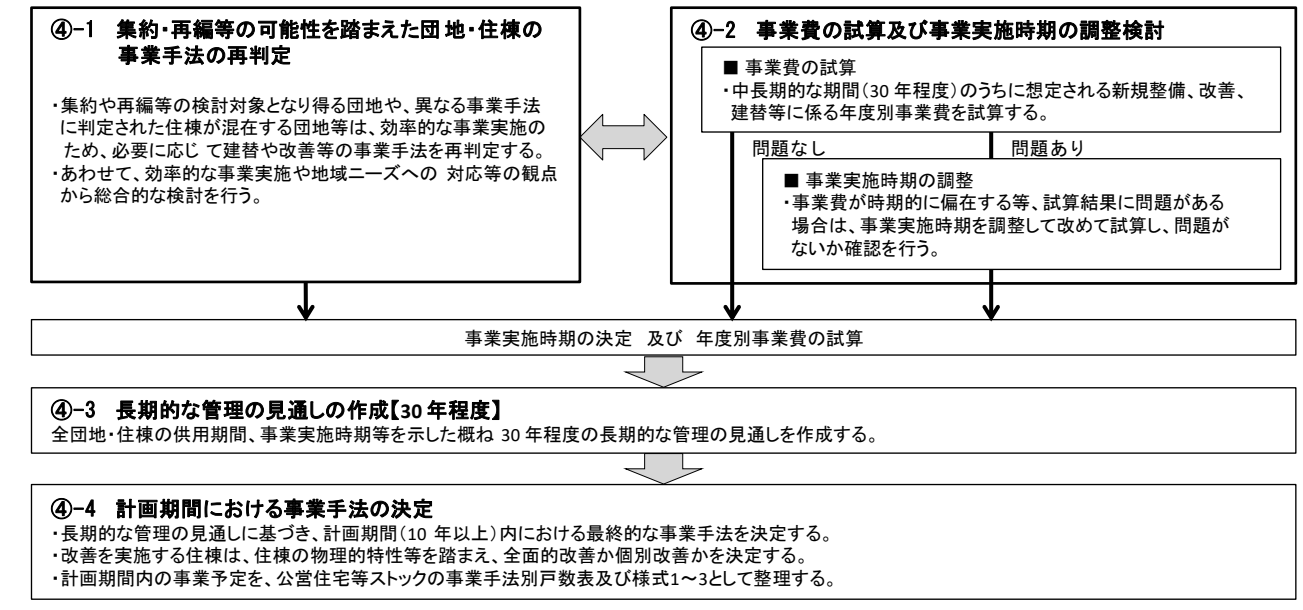 ④-1 集約・再編等の可能性を踏まえた団地・住棟の
事業手法の再判定
・集約や再編等の検討対象となり得る団地や、異なる事業手法
に判定された住棟が混在する団地等は、効率的な事業実施の
ため、必要に応じ て建替や改善等の事業手法を再判定する。
・あわせて、効率的な事業実施や地域ニーズへの 対応等の観点
から総合的な検討を行う。
④-2 事業費の試算及び事業実施時期の調整検討
■ 事業費の試算
・中長期的な期間(30 年程度)のうちに想定される新規整備、改善、
建替等に係る年度別事業費を試算する。
問題なし
問題あり
■ 事業実施時期の調整
・事業費が時期的に偏在する等、試算結果に問題がある
場合は、事業実施時期を調整して改めて試算し、問題が
ないか確認を行う。
事業実施時期の決定 及び 年度別事業費の試算
④-3 長期的な管理の見通しの作成【30 年程度】
全団地・住棟の供用期間、事業実施時期等を示した概ね 30 年程度の長期的な管理の見通しを作成する。
④-4 計画期間における事業手法の決定
・長期的な管理の見通しに基づき、計画期間(10 年以上)内における最終的な事業手法を決定する。
・改善を実施する住棟は、住棟の物理的特性等を踏まえ、全面的改善か個別改善かを決定する。
・計画期間内の事業予定を、公営住宅等ストックの事業手法別戸数表及び様式1~3として整理する。